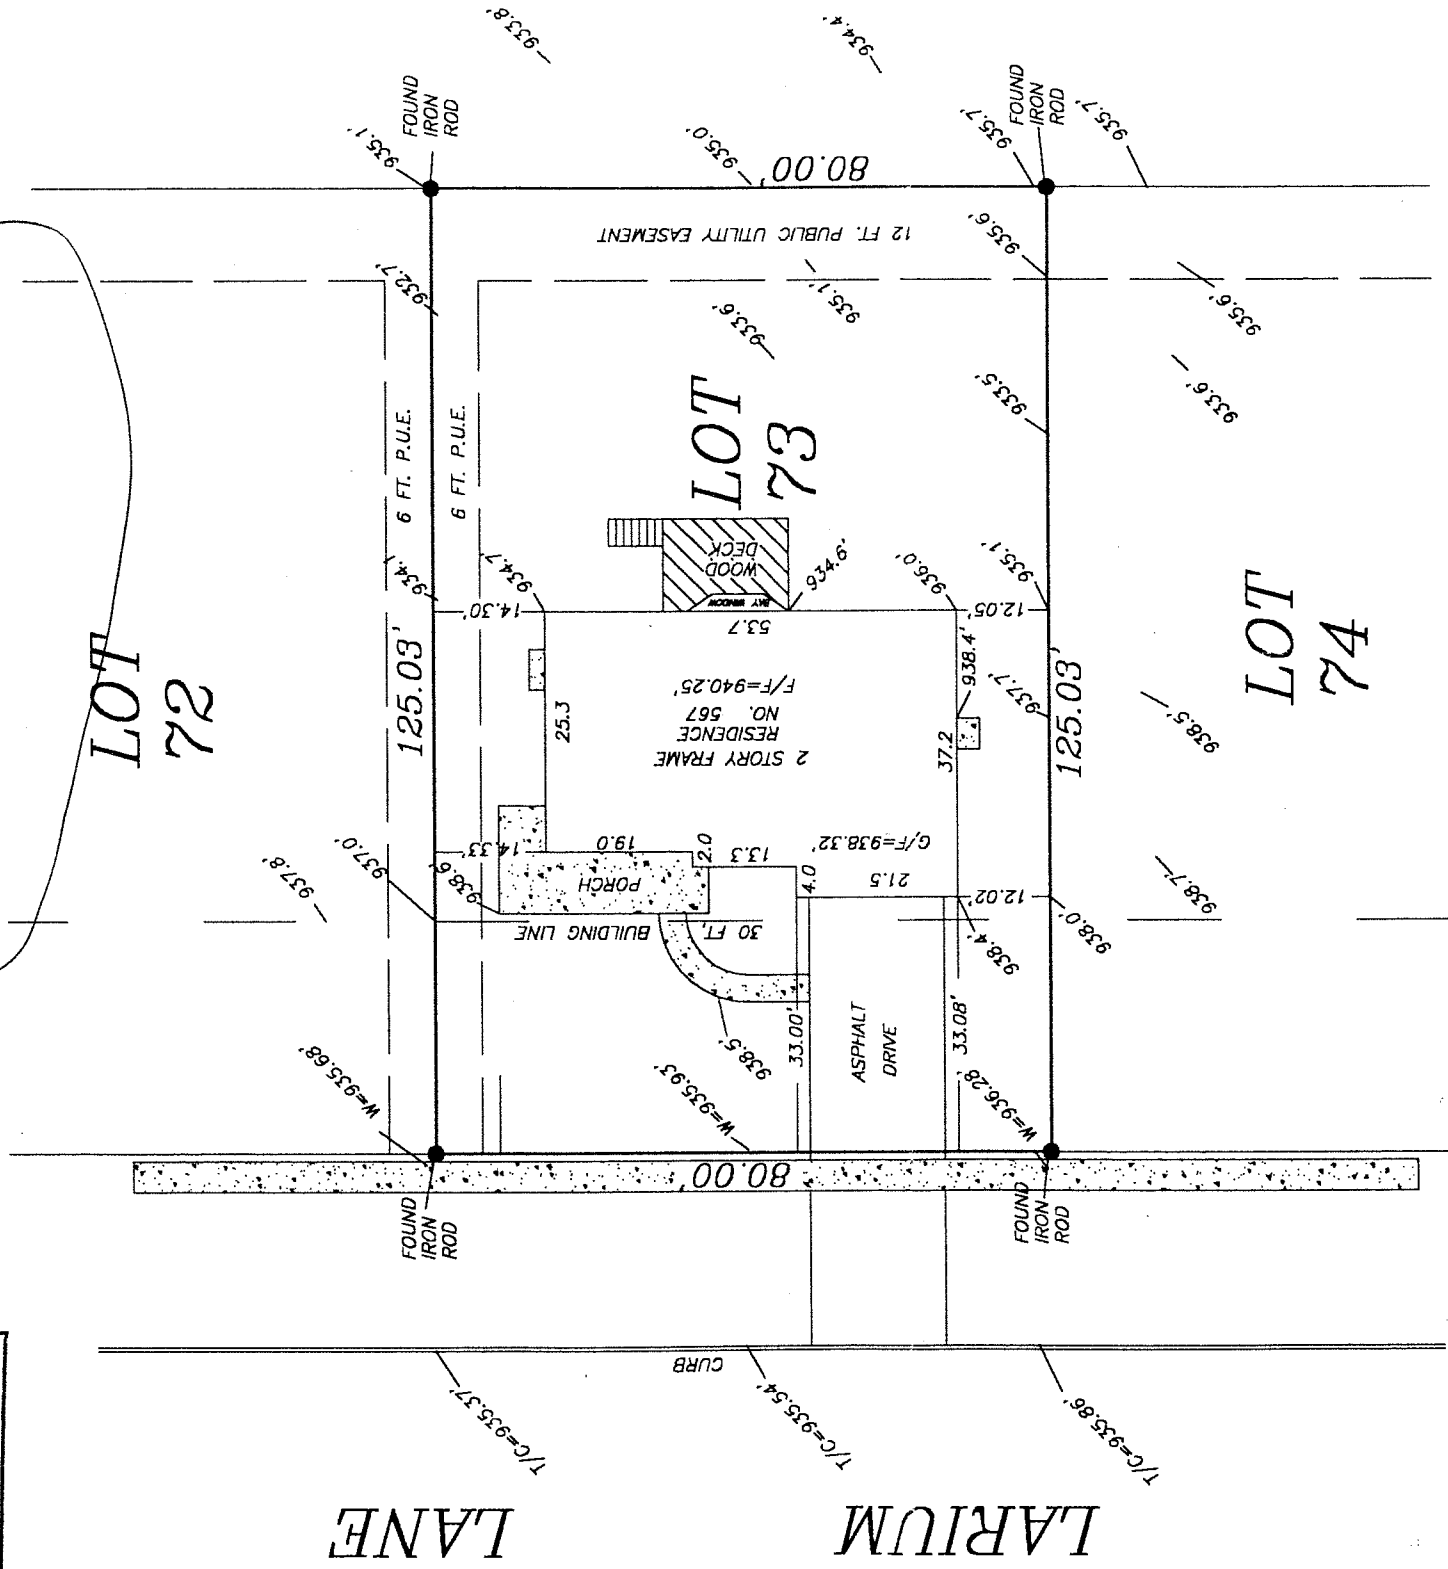 933.8'
934.4'
FOUND
IRON
ROD
935.1'
935.0'
80.00'
935.7'
FOUND
IRON
ROD
935.7'
12 FT. PUBLIC UTILITY EASEMENT
932.7'
935.6'
935.1'
933.6'
935.6'
933.6'
933.5'
6 FT. P.U.E.
6 FT. P.U.E.
LOT
73
WOOD
DECK
BAY WINDOW
934.1'
934.7'
934.6'
936.0'
935.1'
14.30'
53.7
12.05'
LOT
72
125.03'
25.3
2 STORY FRAME
RESIDENCE
NO. 567
F/F=940.25'
938.4'
937.7'
37.2
125.03'
LOT
74
938.5'
G/F=938.32'
14.33'
19.0
2.0
13.3
4.0
21.5
12.02'
PORCH
937.8'
937.0'
938.6'
938.7'
938.0'
938.4'
30 FT. BUILDING LINE
938.5'
33.00'
ASPHALT
DRIVE
33.08'
W=935.68'
W=935.93'
W=936.28'
80.00'
FOUND
IRON
ROD
FOUND
IRON
ROD
CURB
T/C=935.37'
T/C=935.54'
T/C=935.86'
LARIUM LANE